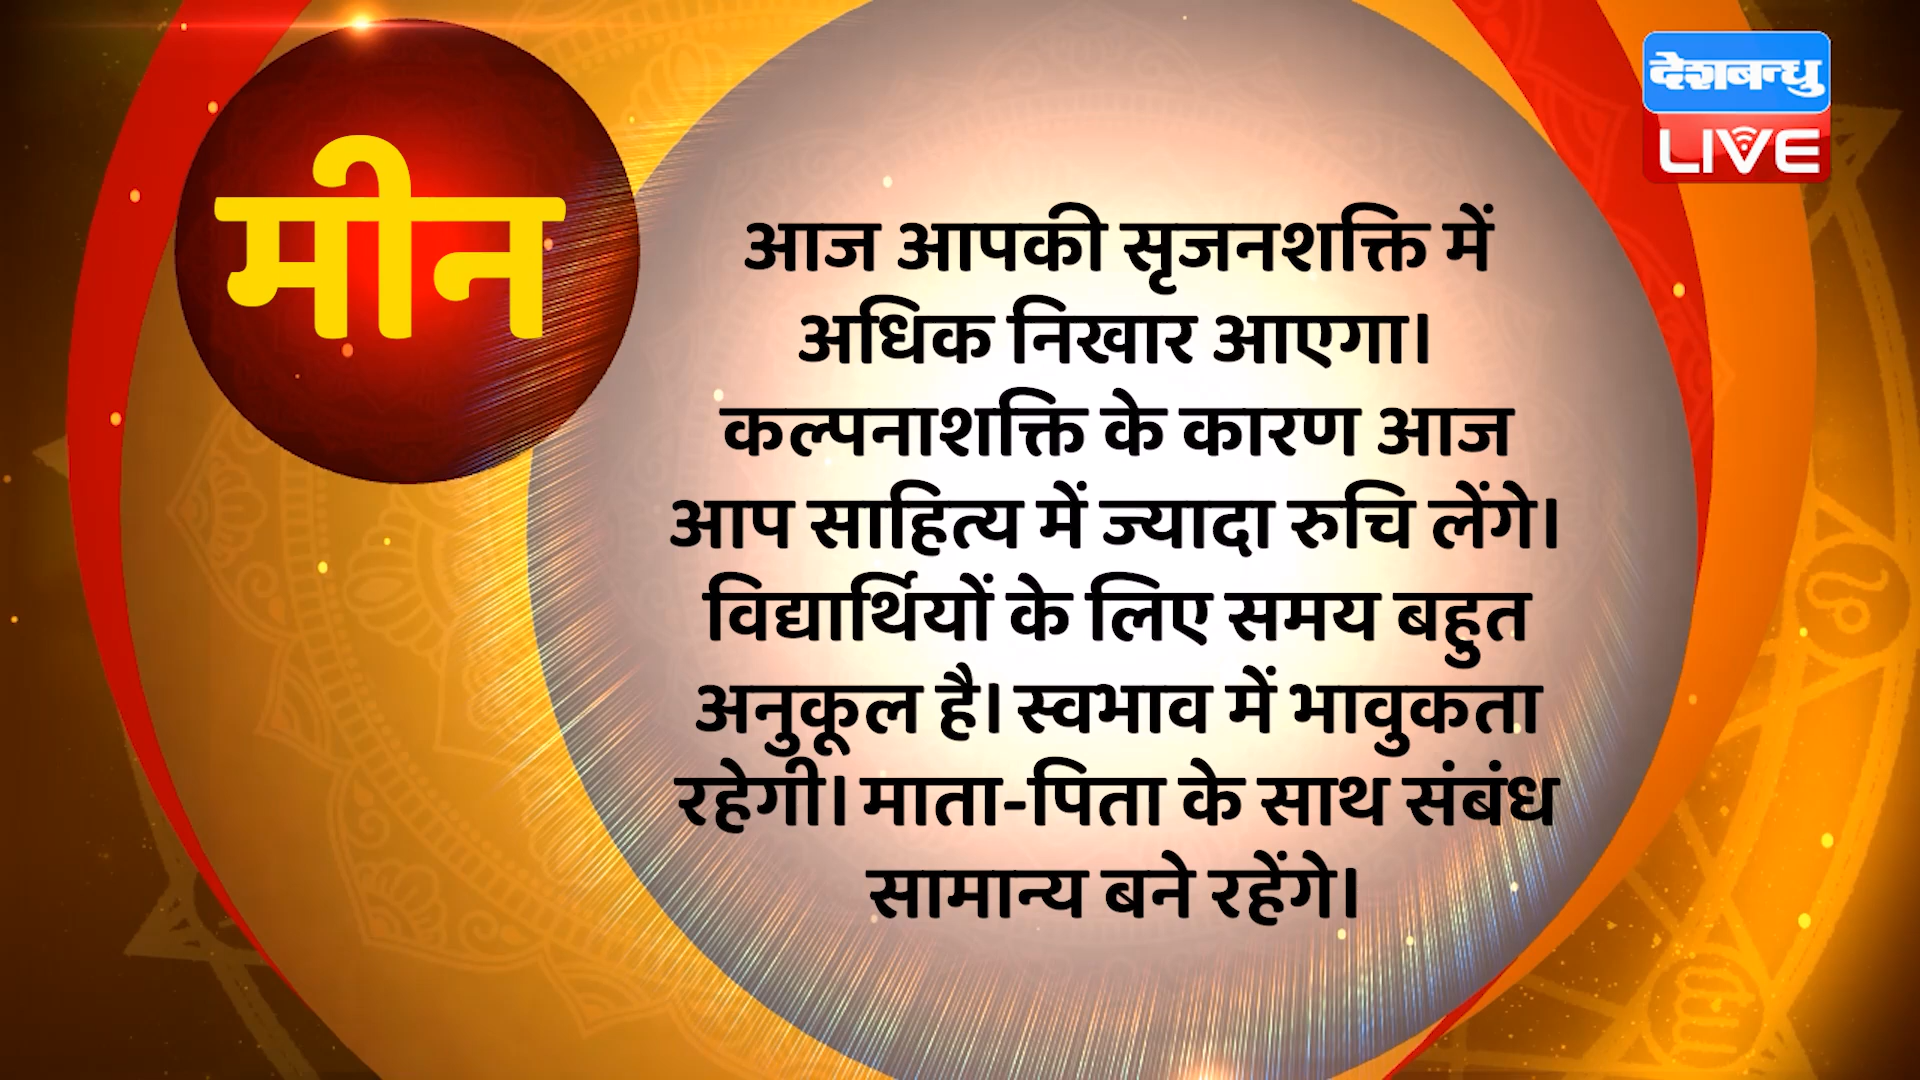 मीन
देशबन्धु
LIVE
आज आपकी सृजनशक्ति में
अधिक निखार आएगा।
कल्पनाशक्ति के कारण आज
आप साहित्य में ज्यादा रुचि लेंगे।
विद्यार्थियों के लिए समय बहुत
अनुकूल है। स्वभाव में भावुकता
रहेगी। माता-पिता के साथ संबंध
सामान्य बने रहेंगे।